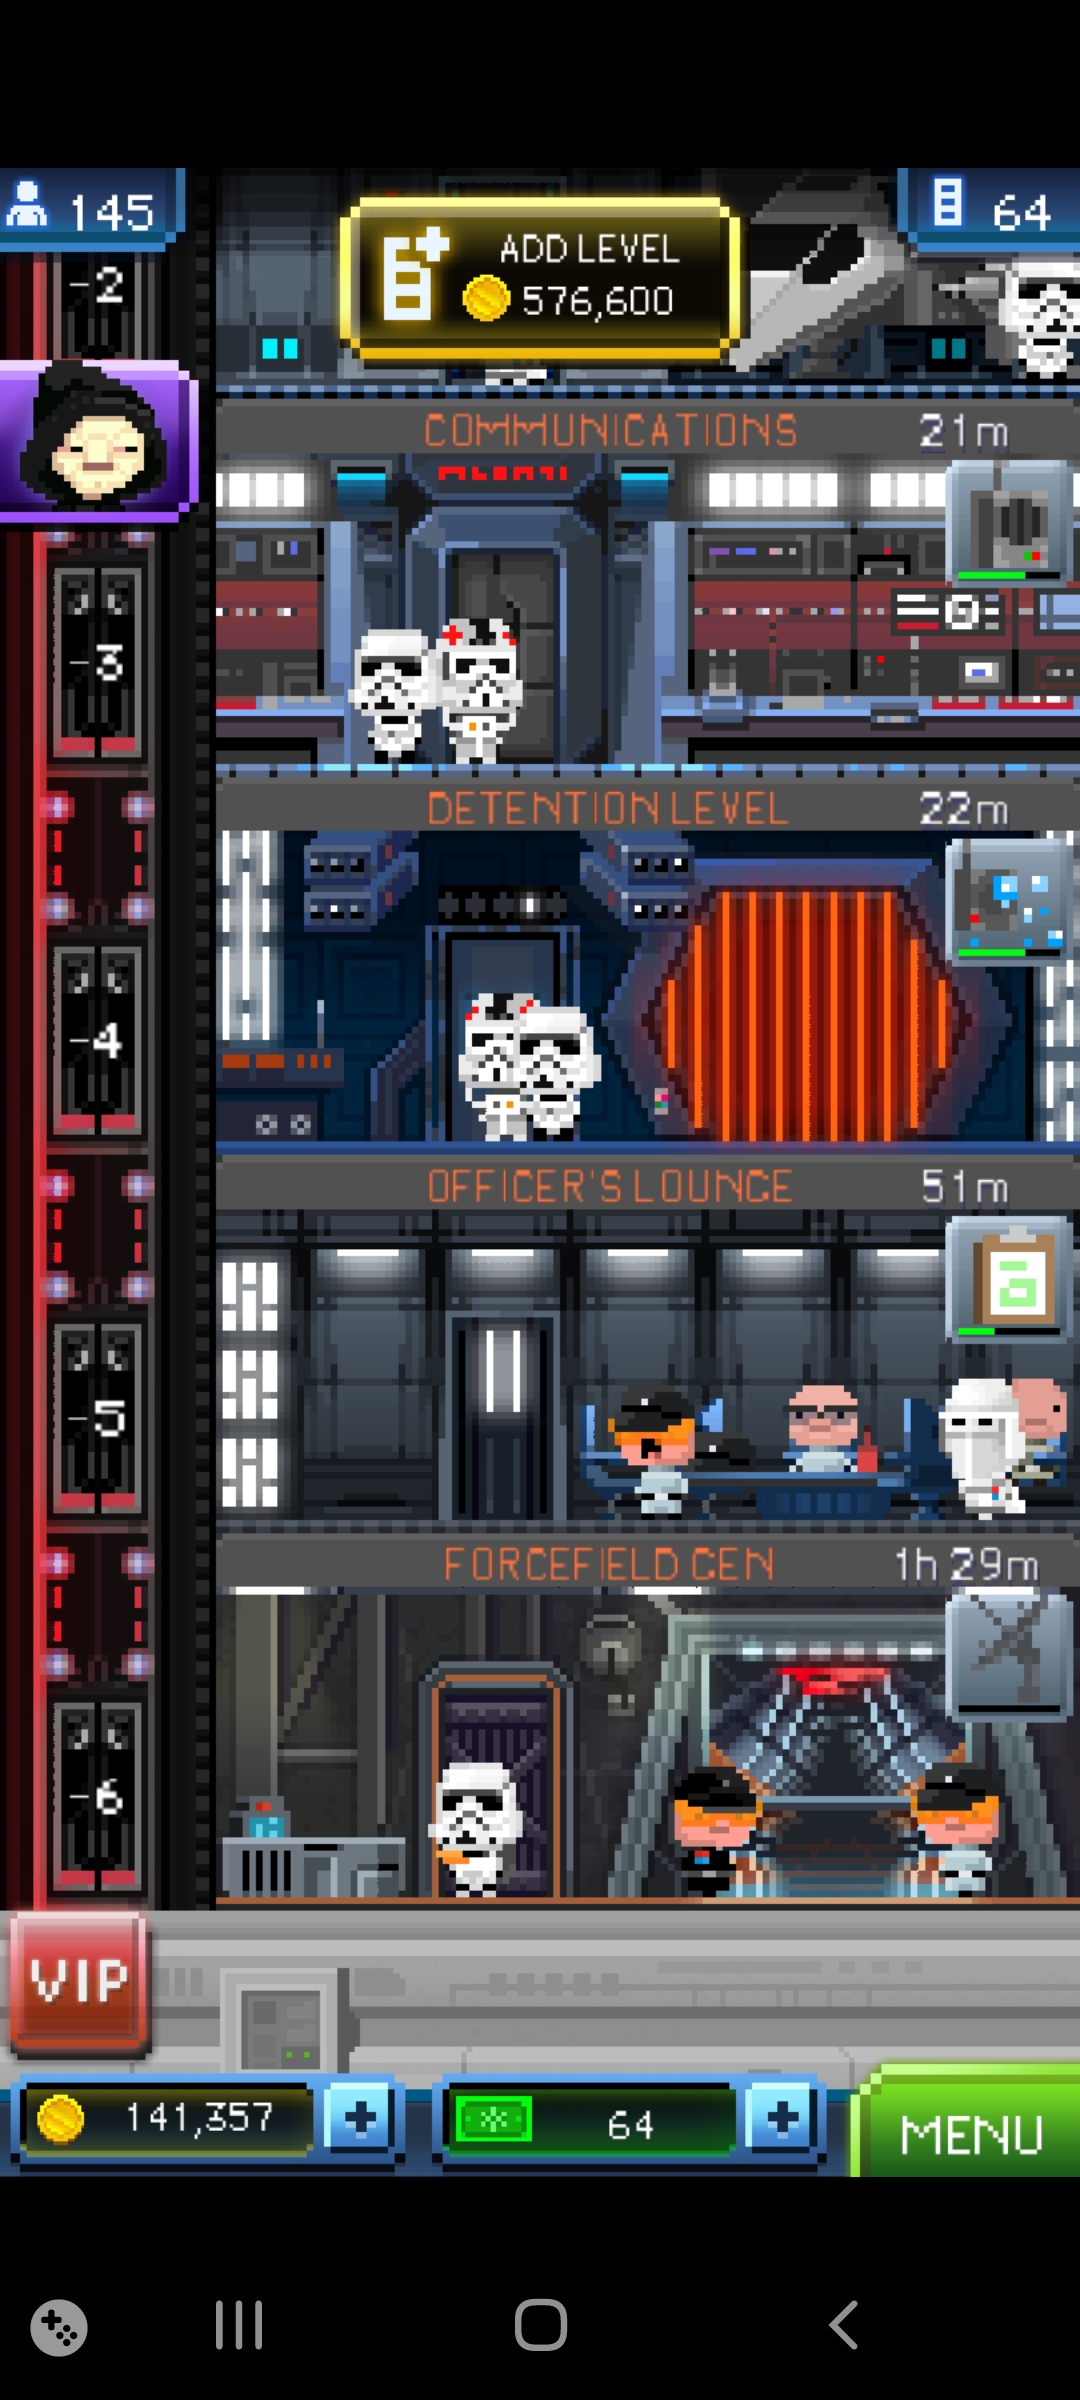 145
ADD LEVEL
576,600
64
-2
COMMUNICATIONS 21m
-3
DETENTION LEVEL 22m
-4
OFFICER'S LOUNGE 51m
-5
FORCEFIELD GEN 1h 29m
-6
VIP
141,357
64
MENU